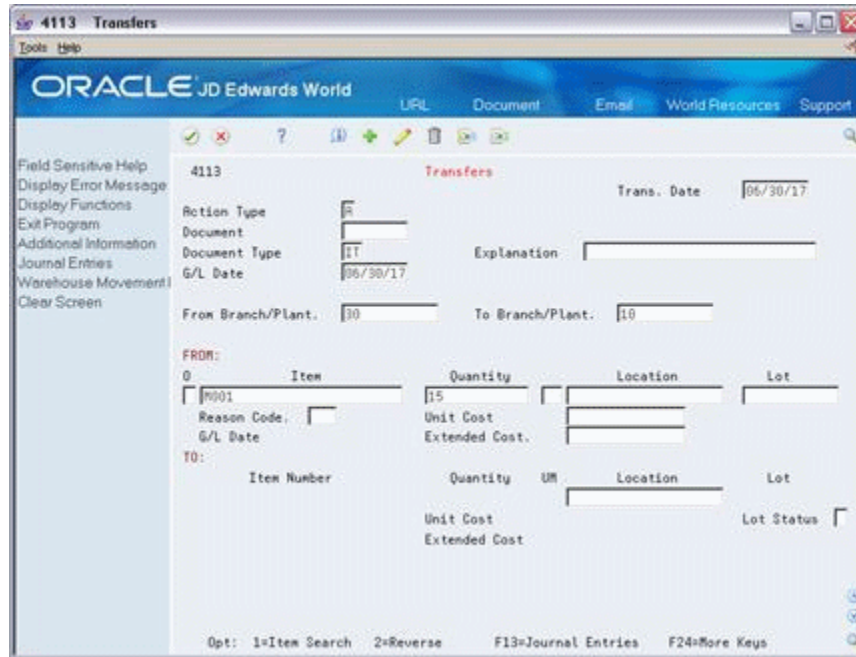 4113 Transfers
Tools Help
ORACLE JD Edwards World
URL Document Email World Resources Support
Field Sensitive Help
Display Error Message
Display Functions
Exit Program
Additional Information
Journal Entries
Warehouse Movement
Clear Screen
4113 Transfers
Trans. Date 06/30/17
Action Type A
Document
Document Type IT Explanation
G/L Date 06/30/17
From Branch/Plant. 30 To Branch/Plant. 10
FROM:
O Item Quantity Location Lot
M001 15
Reason Code. Unit Cost
G/L Date Extended Cost.
TO:
Item Number Quantity UM Location Lot
Unit Cost Lot Status
Extended Cost
Opt: 1=Item Search 2=Reverse F13=Journal Entries F24=More Keys